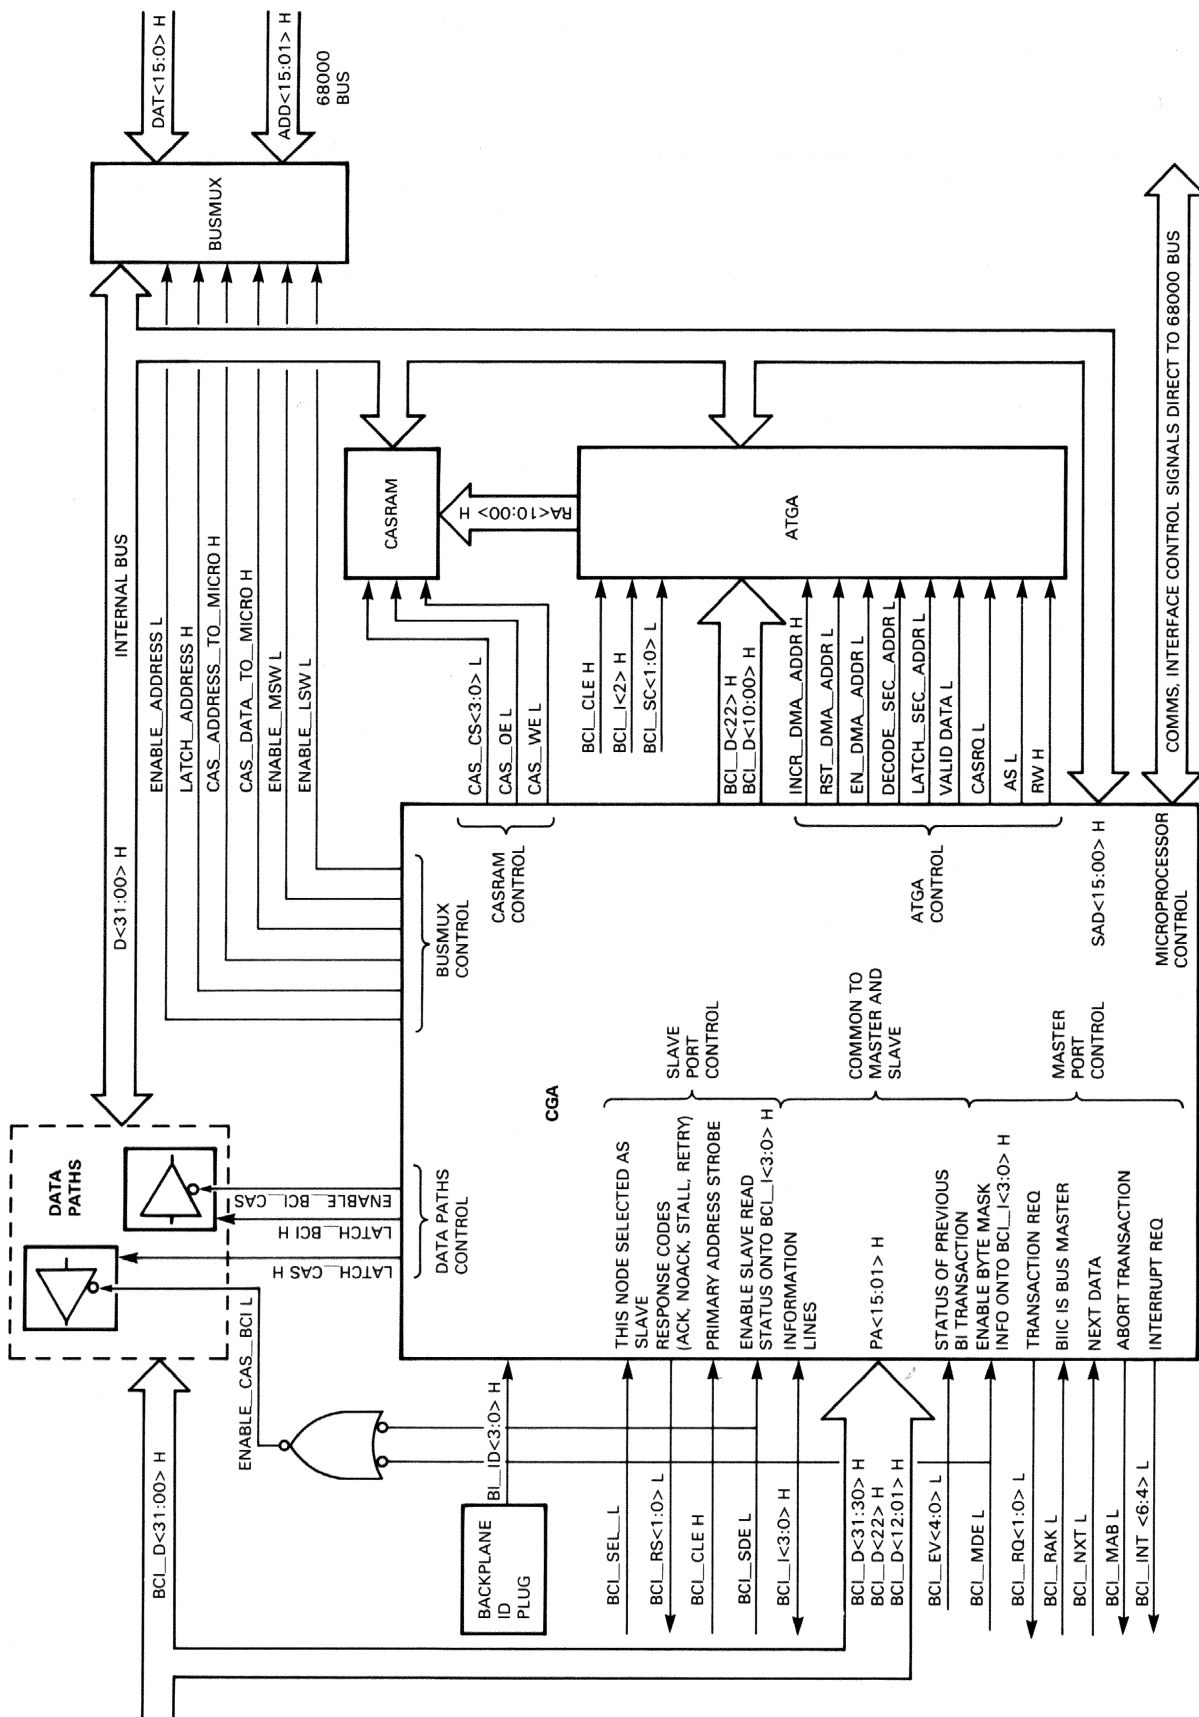 BCI_D<31:00> H
DATA
PATHS
D<31:00> H
INTERNAL BUS
BUSMUX
DAT<15:0> H
ADD<15:01> H
68000
BUS
ENABLE_CAS_BCI L
LATCH_CAS H
LATCH_BCI H
ENABLE_BCI_CAS
DATA PATHS
CONTROL
ENABLE_ADDRESS L
LATCH_ADDRESS H
CAS_ADDRESS_TO_MICRO H
CAS_DATA_TO_MICRO H
ENABLE_MSW L
ENABLE_LSW L
BUSMUX
CONTROL
CASRAM
CAS_CS<3:0> L
CAS_OE L
CAS_WE L
CASRAM
CONTROL
RA<10:00> H
ATGA
BCI_CLE H
BCI_I<2> H
BCI_SC<1:0> L
BCI_D<22> H
BCI_D<10:00> H
INCR_DMA_ADDR H
RST_DMA_ADDR L
EN_DMA_ADDR L
DECODE_SEC_ADDR L
LATCH_SEC_ADDR L
VALID DATA L
CASRQ L
AS L
RW H
ATGA
CONTROL
BACKPLANE
ID
PLUG
BI_ID<3:0> H
CGA
BCI_SEL_L
THIS NODE SELECTED AS
SLAVE
BCI_RS<1:0> L
RESPONSE CODES
(ACK, NOACK, STALL, RETRY)
BCI_CLE H
PRIMARY ADDRESS STROBE
BCI_SDE L
ENABLE SLAVE READ
STATUS ONTO BCI_I<3:0> H
SLAVE
PORT
CONTROL
BCI_I<3:0> H
INFORMATION
LINES
BCI_D<31:30> H
BCI_D<22> H
BCI_D<12:01> H
PA<15:01> H
COMMON TO
MASTER AND
SLAVE
SAD<15:00> H
BCI_EV<4:0> L
STATUS OF PREVIOUS
BI TRANSACTION
BCI_MDE L
ENABLE BYTE MASK
INFO ONTO BCI_I<3:0> H
BCI_RQ<1:0> L
TRANSACTION REQ
BCI_RAK L
BIIC IS BUS MASTER
BCI_NXT L
NEXT DATA
BCI_MAB L
ABORT TRANSACTION
BCI_INT <6:4> L
INTERRUPT REQ
MASTER
PORT
CONTROL
MICROPROCESSOR
CONTROL
COMMS, INTERFACE CONTROL SIGNALS DIRECT TO 68000 BUS